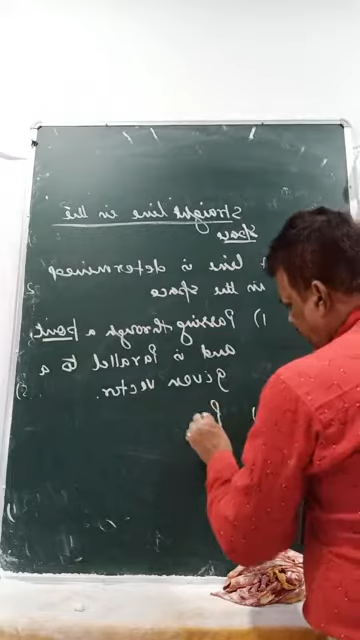 Straight line in the
space
line is determined
in the space
1) Passing through a point,
and is Parallel to a
given vector.
P